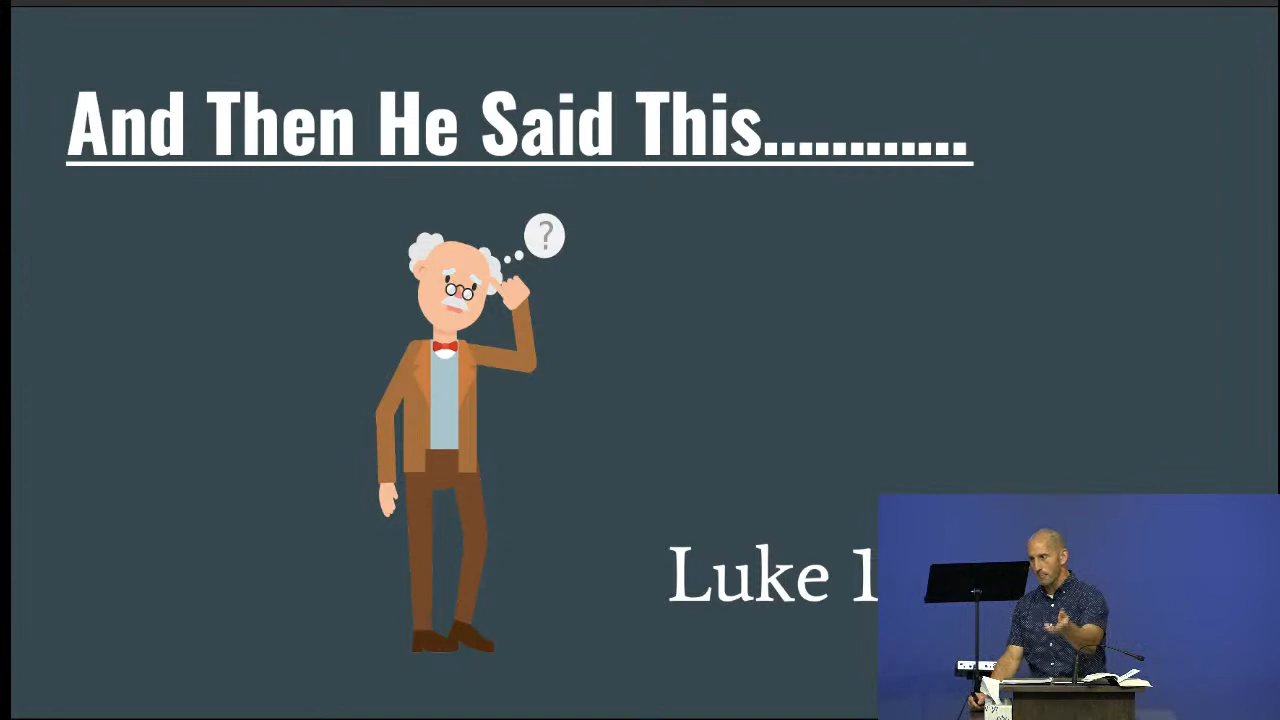 And Then He Said This............
?
Luke 1